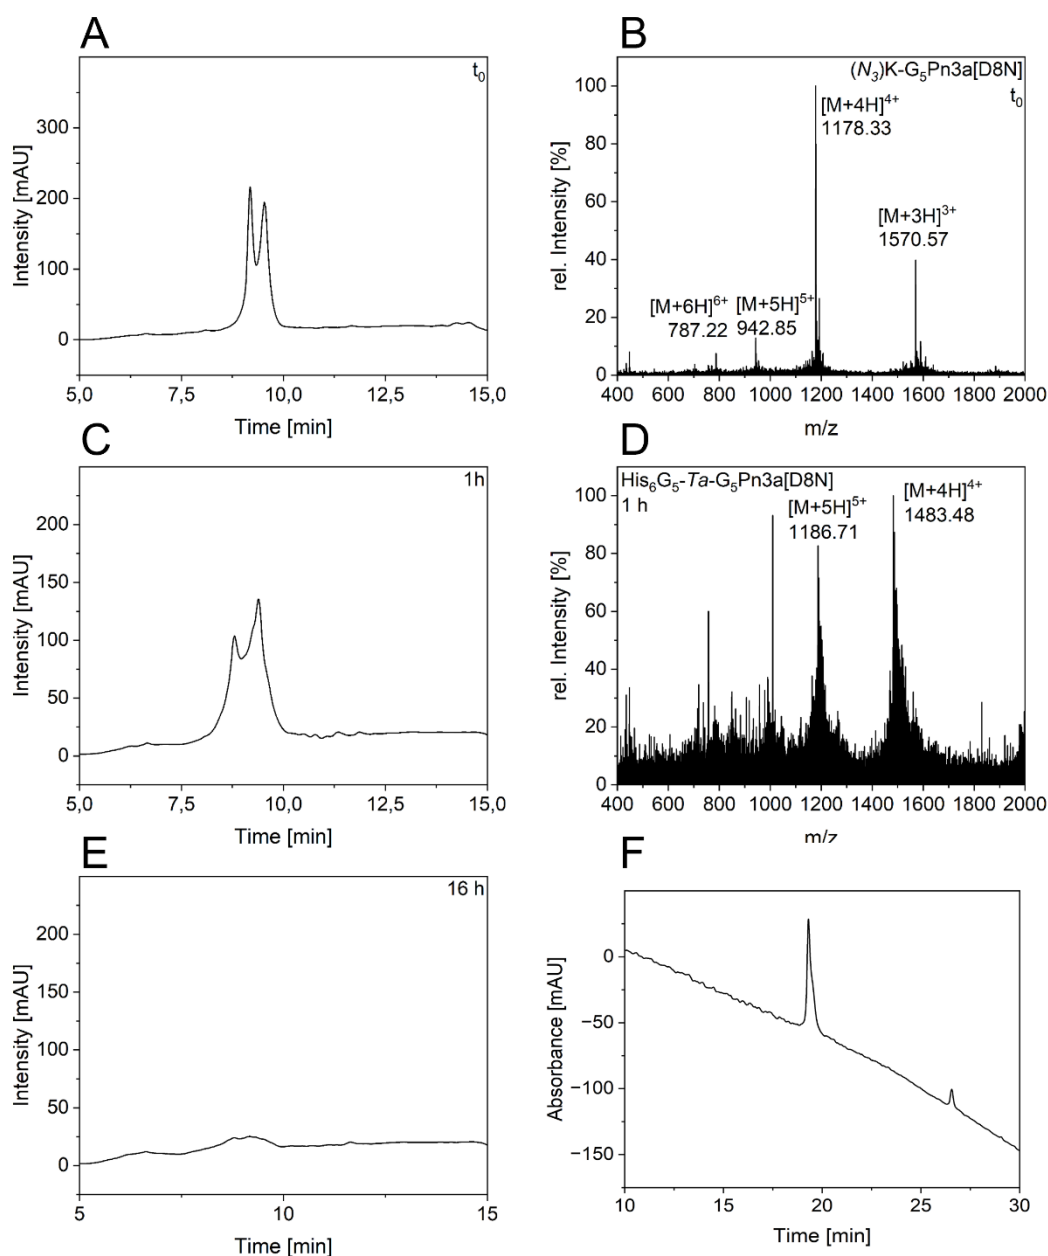 A
t₀
Intensity [mAU]
300
200
100
0
5,0 7,5 10,0 12,5 15,0
Time [min]
B
(N₃)K-G₅Pn3a[D8N]
t₀
[M+4H]⁴⁺
1178.33
[M+3H]³⁺
1570.57
[M+6H]⁶⁺ [M+5H]⁵⁺
787.22 942.85
rel. Intensity [%]
100
80
60
40
20
0
400 800 1000 1200 1400 1600 1800 2000
m/z
C
1h
Intensity [mAU]
200
150
100
50
0
5,0 7,5 10,0 12,5 15,0
Time [min]
D
His₆G₅-Ta-G₅Pn3a[D8N]
1 h
[M+5H]⁵⁺
1186.71
[M+4H]⁴⁺
1483.48
rel. Intensity [%]
100
80
60
40
20
0
400 800 1000 1200 1400 1600 1800 2000
m/z
E
16 h
Intensity [mAU]
200
150
100
50
0
5 10 15
Time [min]
F
Absorbance [mAU]
0
−50
−100
−150
10 15 20 25 30
Time [min]